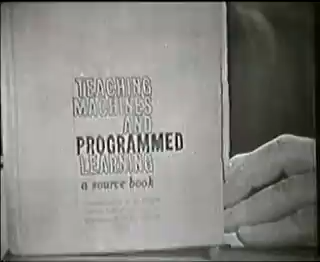 TEACHING
MACHINES
AND
PROGRAMMED
LEARNING
a source book